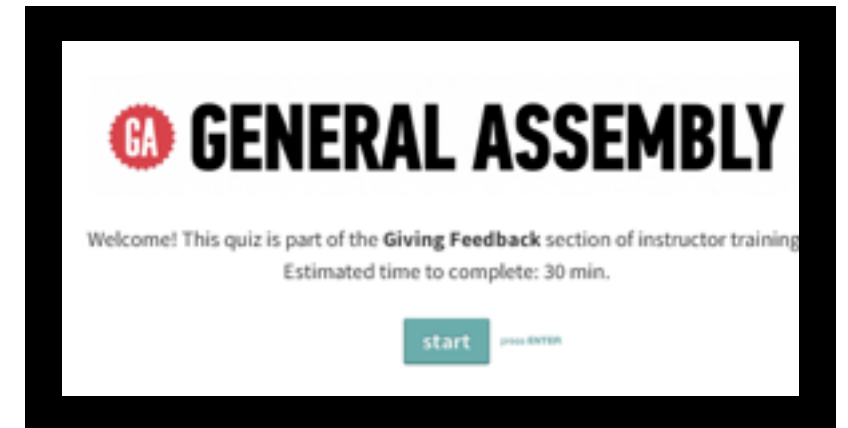 GA GENERAL ASSEMBLY
Welcome! This quiz is part of the Giving Feedback section of instructor training
Estimated time to complete: 30 min.
start press ENTER